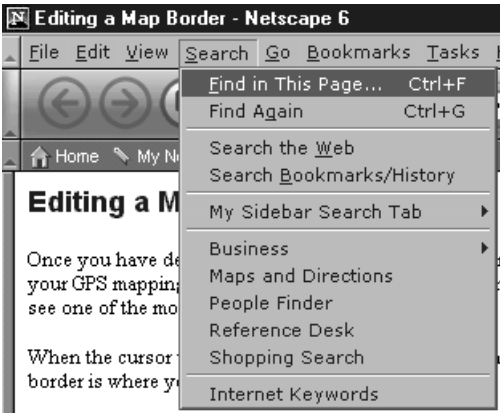 Editing a Map Border - Netscape 6
File Edit View Search Go Bookmarks Tasks
Find in This Page... Ctrl+F
Find Again Ctrl+G
Search the Web
Search Bookmarks/History
My Sidebar Search Tab
Business
Maps and Directions
People Finder
Reference Desk
Shopping Search
Internet Keywords
Home My
Editing a M
Once you have
your GPS mapping
see one of the
When the cursor
border is where